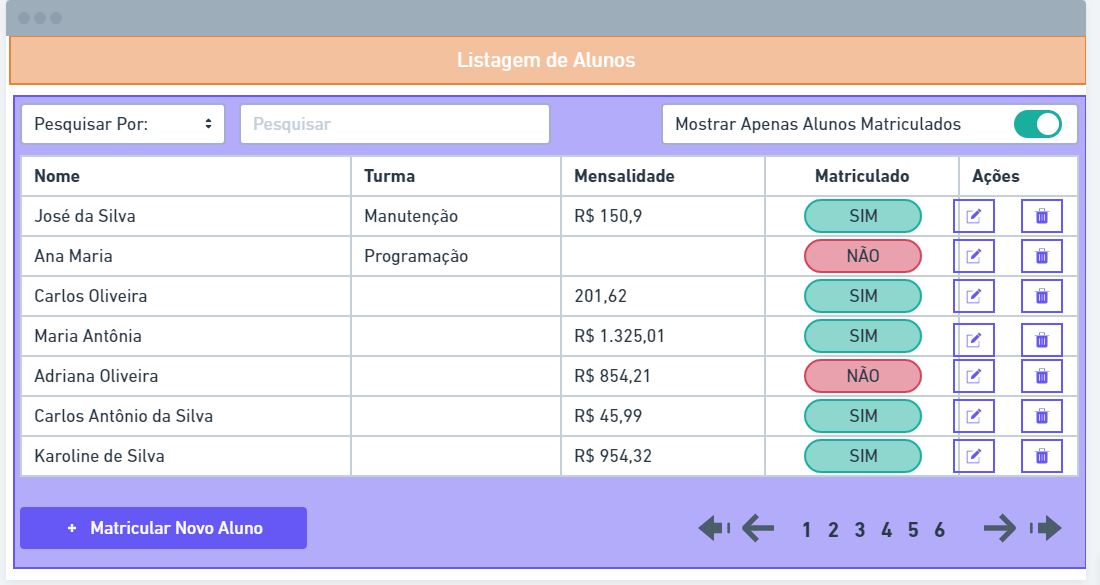 Listagem de Alunos
Pesquisar Por: Pesquisar Mostrar Apenas Alunos Matriculados
Nome Turma Mensalidade Matriculado Ações
José da Silva Manutenção R$ 150,9 SIM
Ana Maria Programação NÃO
Carlos Oliveira 201,62 SIM
Maria Antônia R$ 1.325,01 SIM
Adriana Oliveira R$ 854,21 NÃO
Carlos Antônio da Silva R$ 45,99 SIM
Karoline de Silva R$ 954,32 SIM
+ Matricular Novo Aluno 1 2 3 4 5 6